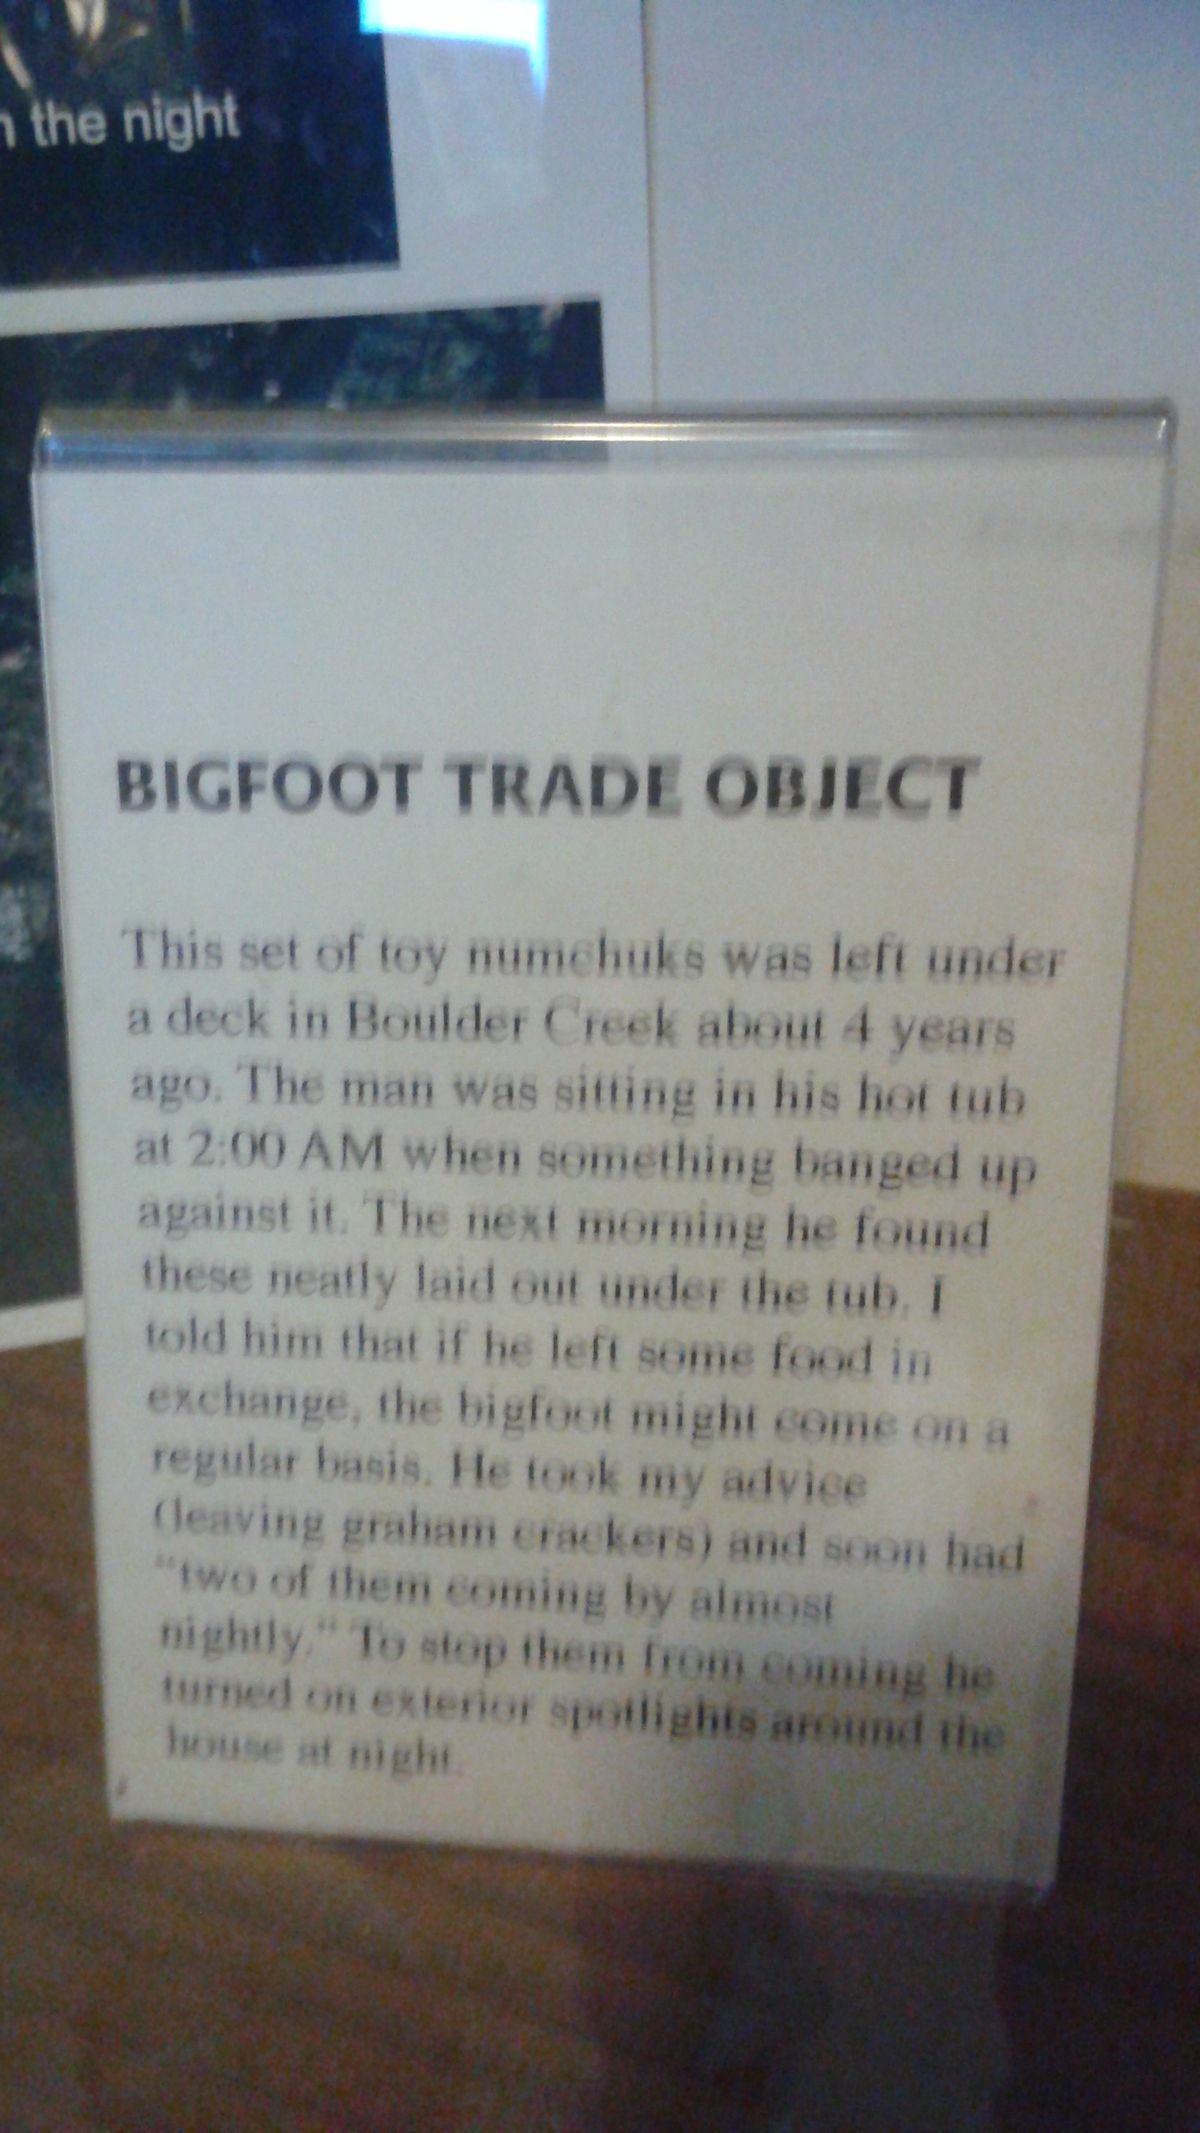 n the night
BIGFOOT TRADE OBJECT
This set of toy numchuks was left under
a deck in Boulder Creek about 4 years
ago. The man was sitting in his hot tub
at 2:00 AM when something banged up
against it. The next morning he found
these neatly laid out under the tub. I
told him that if he left some food in
exchange, the bigfoot might come on a
regular basis. He took my advice
(leaving graham crackers) and soon had
“two of them coming by almost
nightly.“ To stop them from coming he
turned on exterior spotlights around the
house at night.